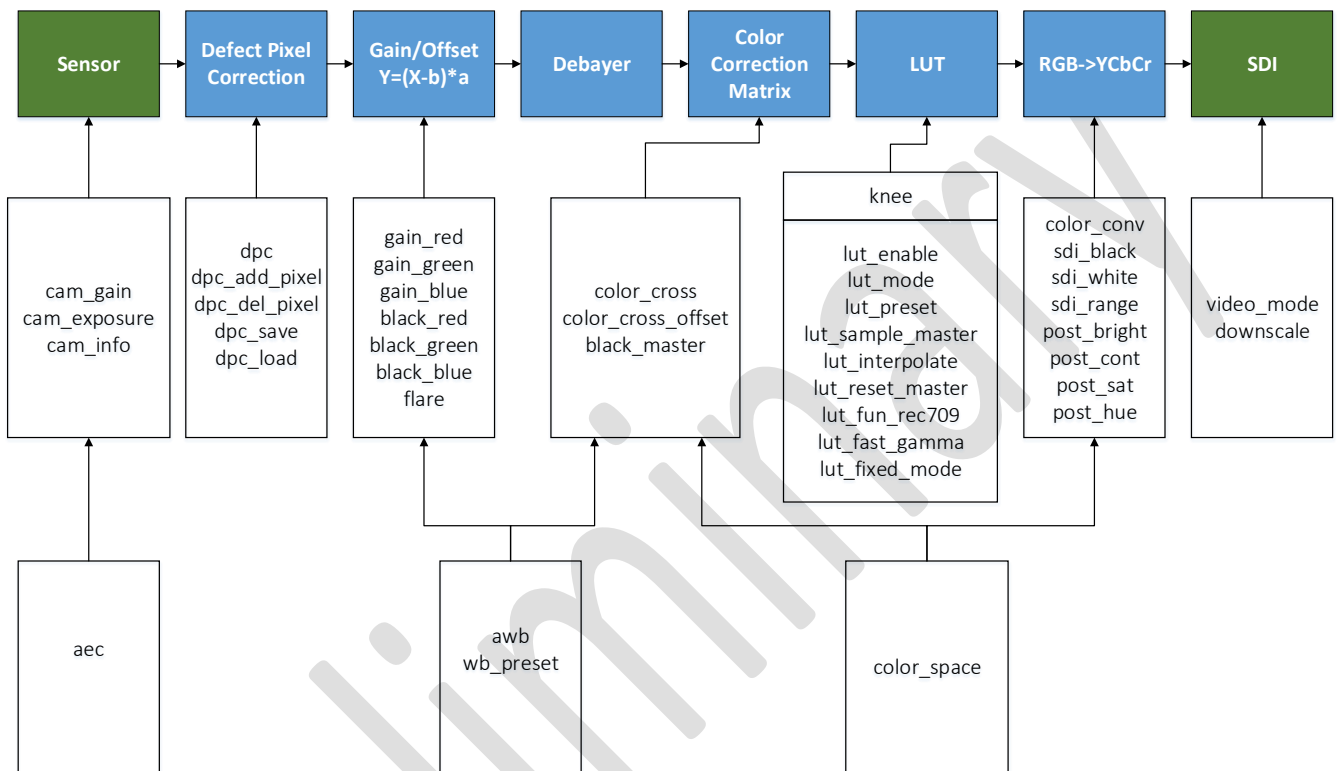 Sensor
Defect Pixel
Correction
Gain/Offset
Y=(X-b)*a
Debayer
Color
Correction
Matrix
LUT
RGB->YCbCr
SDI
cam_gain
cam_exposure
cam_info
dpc
dpc_add_pixel
dpc_del_pixel
dpc_save
dpc_load
gain_red
gain_green
gain_blue
black_red
black_green
black_blue
flare
color_cross
color_cross_offset
black_master
knee
lut_enable
lut_mode
lut_preset
lut_sample_master
lut_interpolate
lut_reset_master
lut_fun_rec709
lut_fast_gamma
lut_fixed_mode
color_conv
sdi_black
sdi_white
sdi_range
post_bright
post_cont
post_sat
post_hue
video_mode
downscale
aec
awb
wb_preset
color_space
liminary